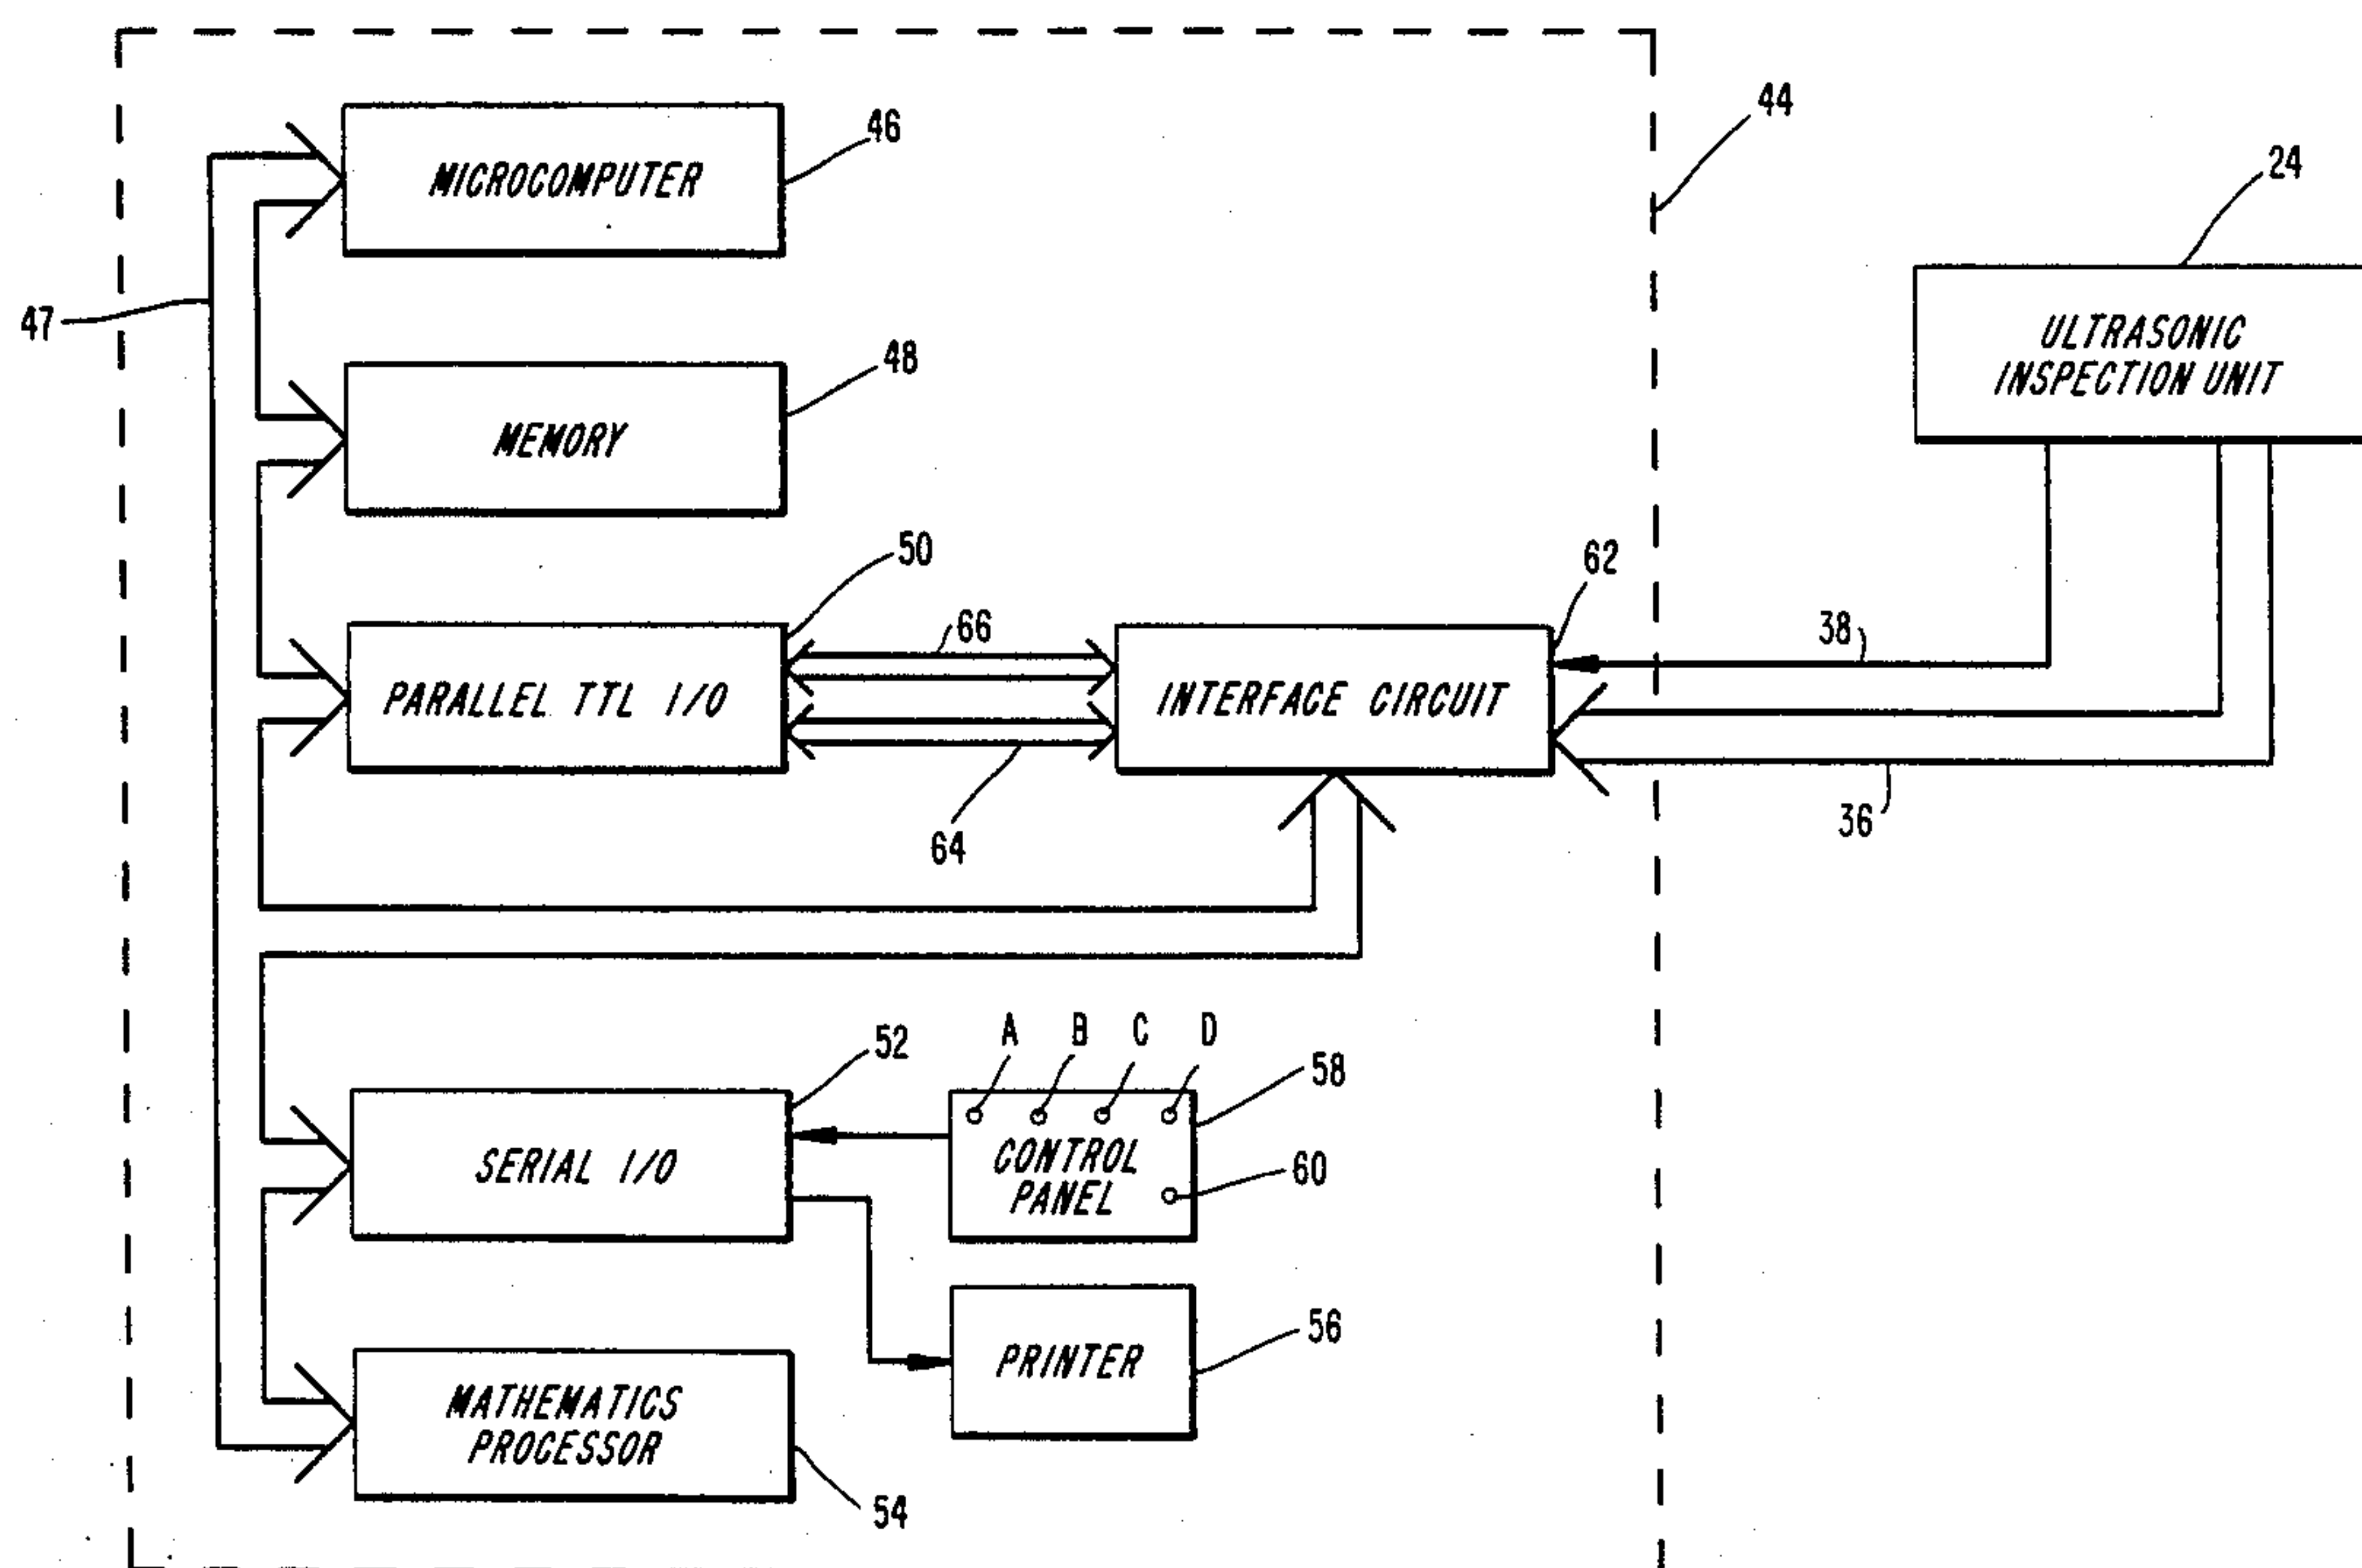 44
46
MICROCOMPUTER
24
47
ULTRASONIC
INSPECTION UNIT
48
MEMORY
50
62
66
38
PARALLEL TTL I/O
INTERFACE CIRCUIT
64
36
A B C D
52
58
CONTROL
PANEL
60
SERIAL I/O
56
PRINTER
MATHEMATICS
PROCESSOR
54